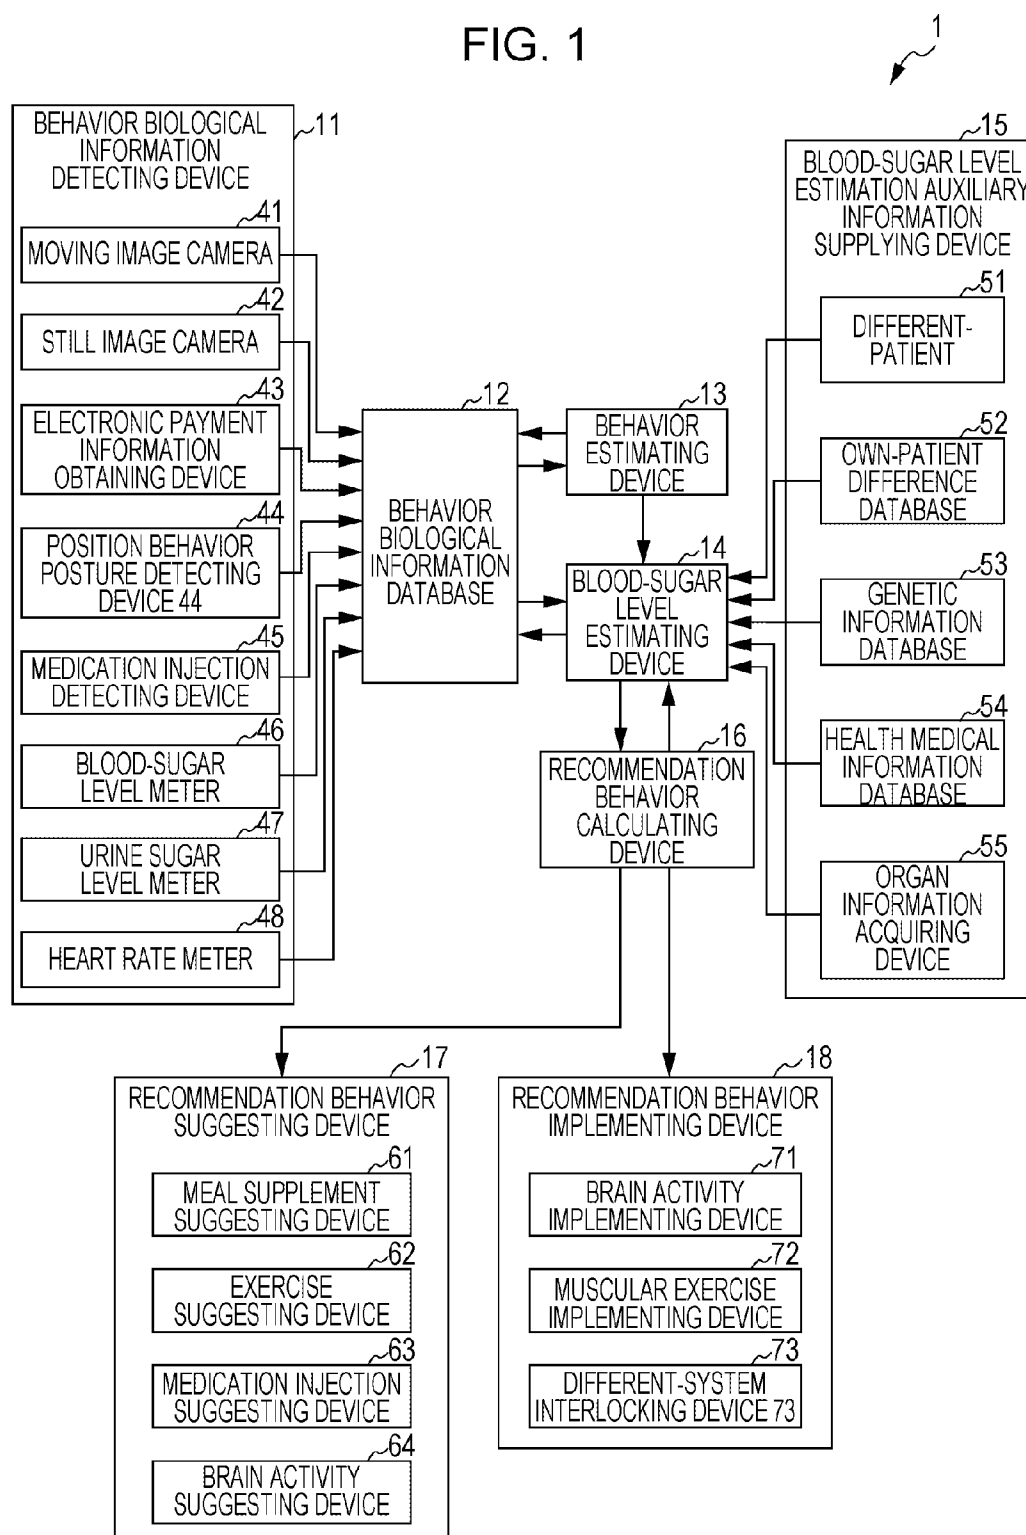 FIG. 1
1
BEHAVIOR BIOLOGICAL
INFORMATION
DETECTING DEVICE
11
41
MOVING IMAGE CAMERA
42
STILL IMAGE CAMERA
43
ELECTRONIC PAYMENT
INFORMATION
OBTAINING DEVICE
44
POSITION BEHAVIOR
POSTURE DETECTING
DEVICE 44
45
MEDICATION INJECTION
DETECTING DEVICE
46
BLOOD-SUGAR
LEVEL METER
47
URINE SUGAR
LEVEL METER
48
HEART RATE METER
12
BEHAVIOR
BIOLOGICAL
INFORMATION
DATABASE
13
BEHAVIOR
ESTIMATING
DEVICE
14
BLOOD-SUGAR
LEVEL
ESTIMATING
DEVICE
16
RECOMMENDATION
BEHAVIOR
CALCULATING
DEVICE
15
BLOOD-SUGAR LEVEL
ESTIMATION AUXILIARY
INFORMATION
SUPPLYING DEVICE
51
DIFFERENT-
PATIENT
52
OWN-PATIENT
DIFFERENCE
DATABASE
53
GENETIC
INFORMATION
DATABASE
54
HEALTH MEDICAL
INFORMATION
DATABASE
55
ORGAN
INFORMATION
ACQUIRING
DEVICE
17
RECOMMENDATION BEHAVIOR
SUGGESTING DEVICE
61
MEAL SUPPLEMENT
SUGGESTING DEVICE
62
EXERCISE
SUGGESTING DEVICE
63
MEDICATION INJECTION
SUGGESTING DEVICE
64
BRAIN ACTIVITY
SUGGESTING DEVICE
18
RECOMMENDATION BEHAVIOR
IMPLEMENTING DEVICE
71
BRAIN ACTIVITY
IMPLEMENTING DEVICE
72
MUSCULAR EXERCISE
IMPLEMENTING DEVICE
73
DIFFERENT-SYSTEM
INTERLOCKING DEVICE 73